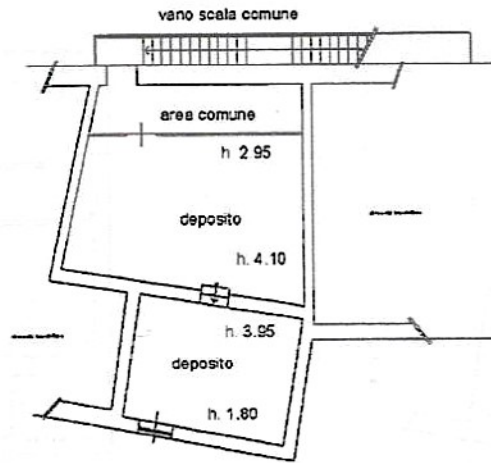 vano scala comune
area comune
h. 2.95
deposito
h. 4.10
h. 3.95
deposito
h. 1.80